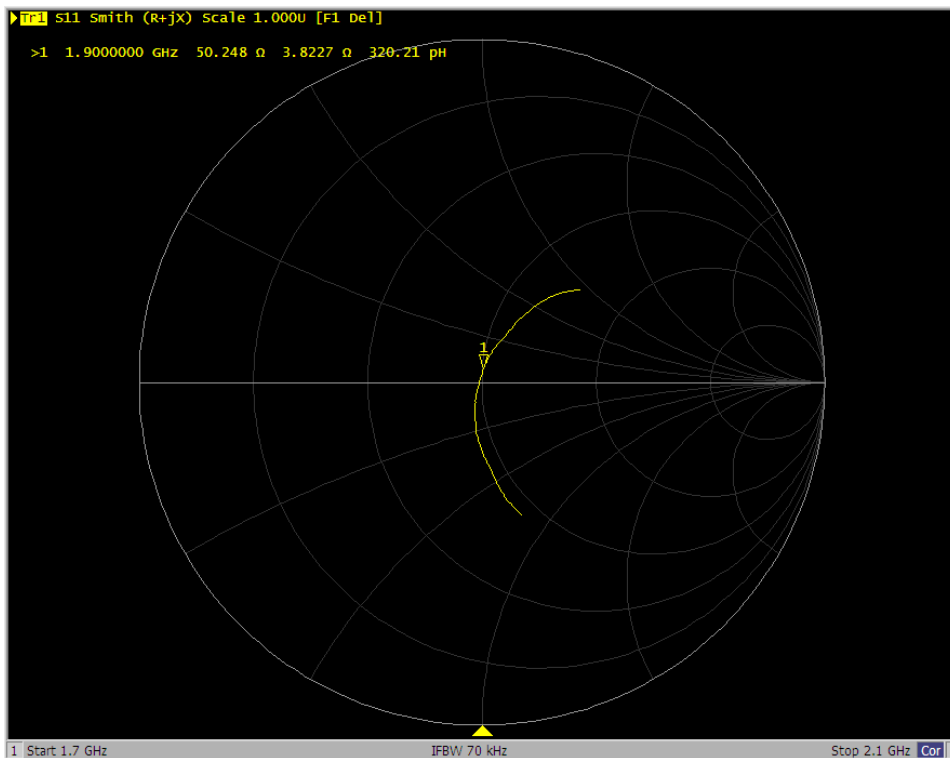 Tr1 S11 Smith (R+jX) Scale 1.000U [F1 Del]
>1 1.9000000 GHz 50.248 Ω 3.8227 Ω 320.21 pH
1
1 Start 1.7 GHz IFBW 70 kHz Stop 2.1 GHz Cor